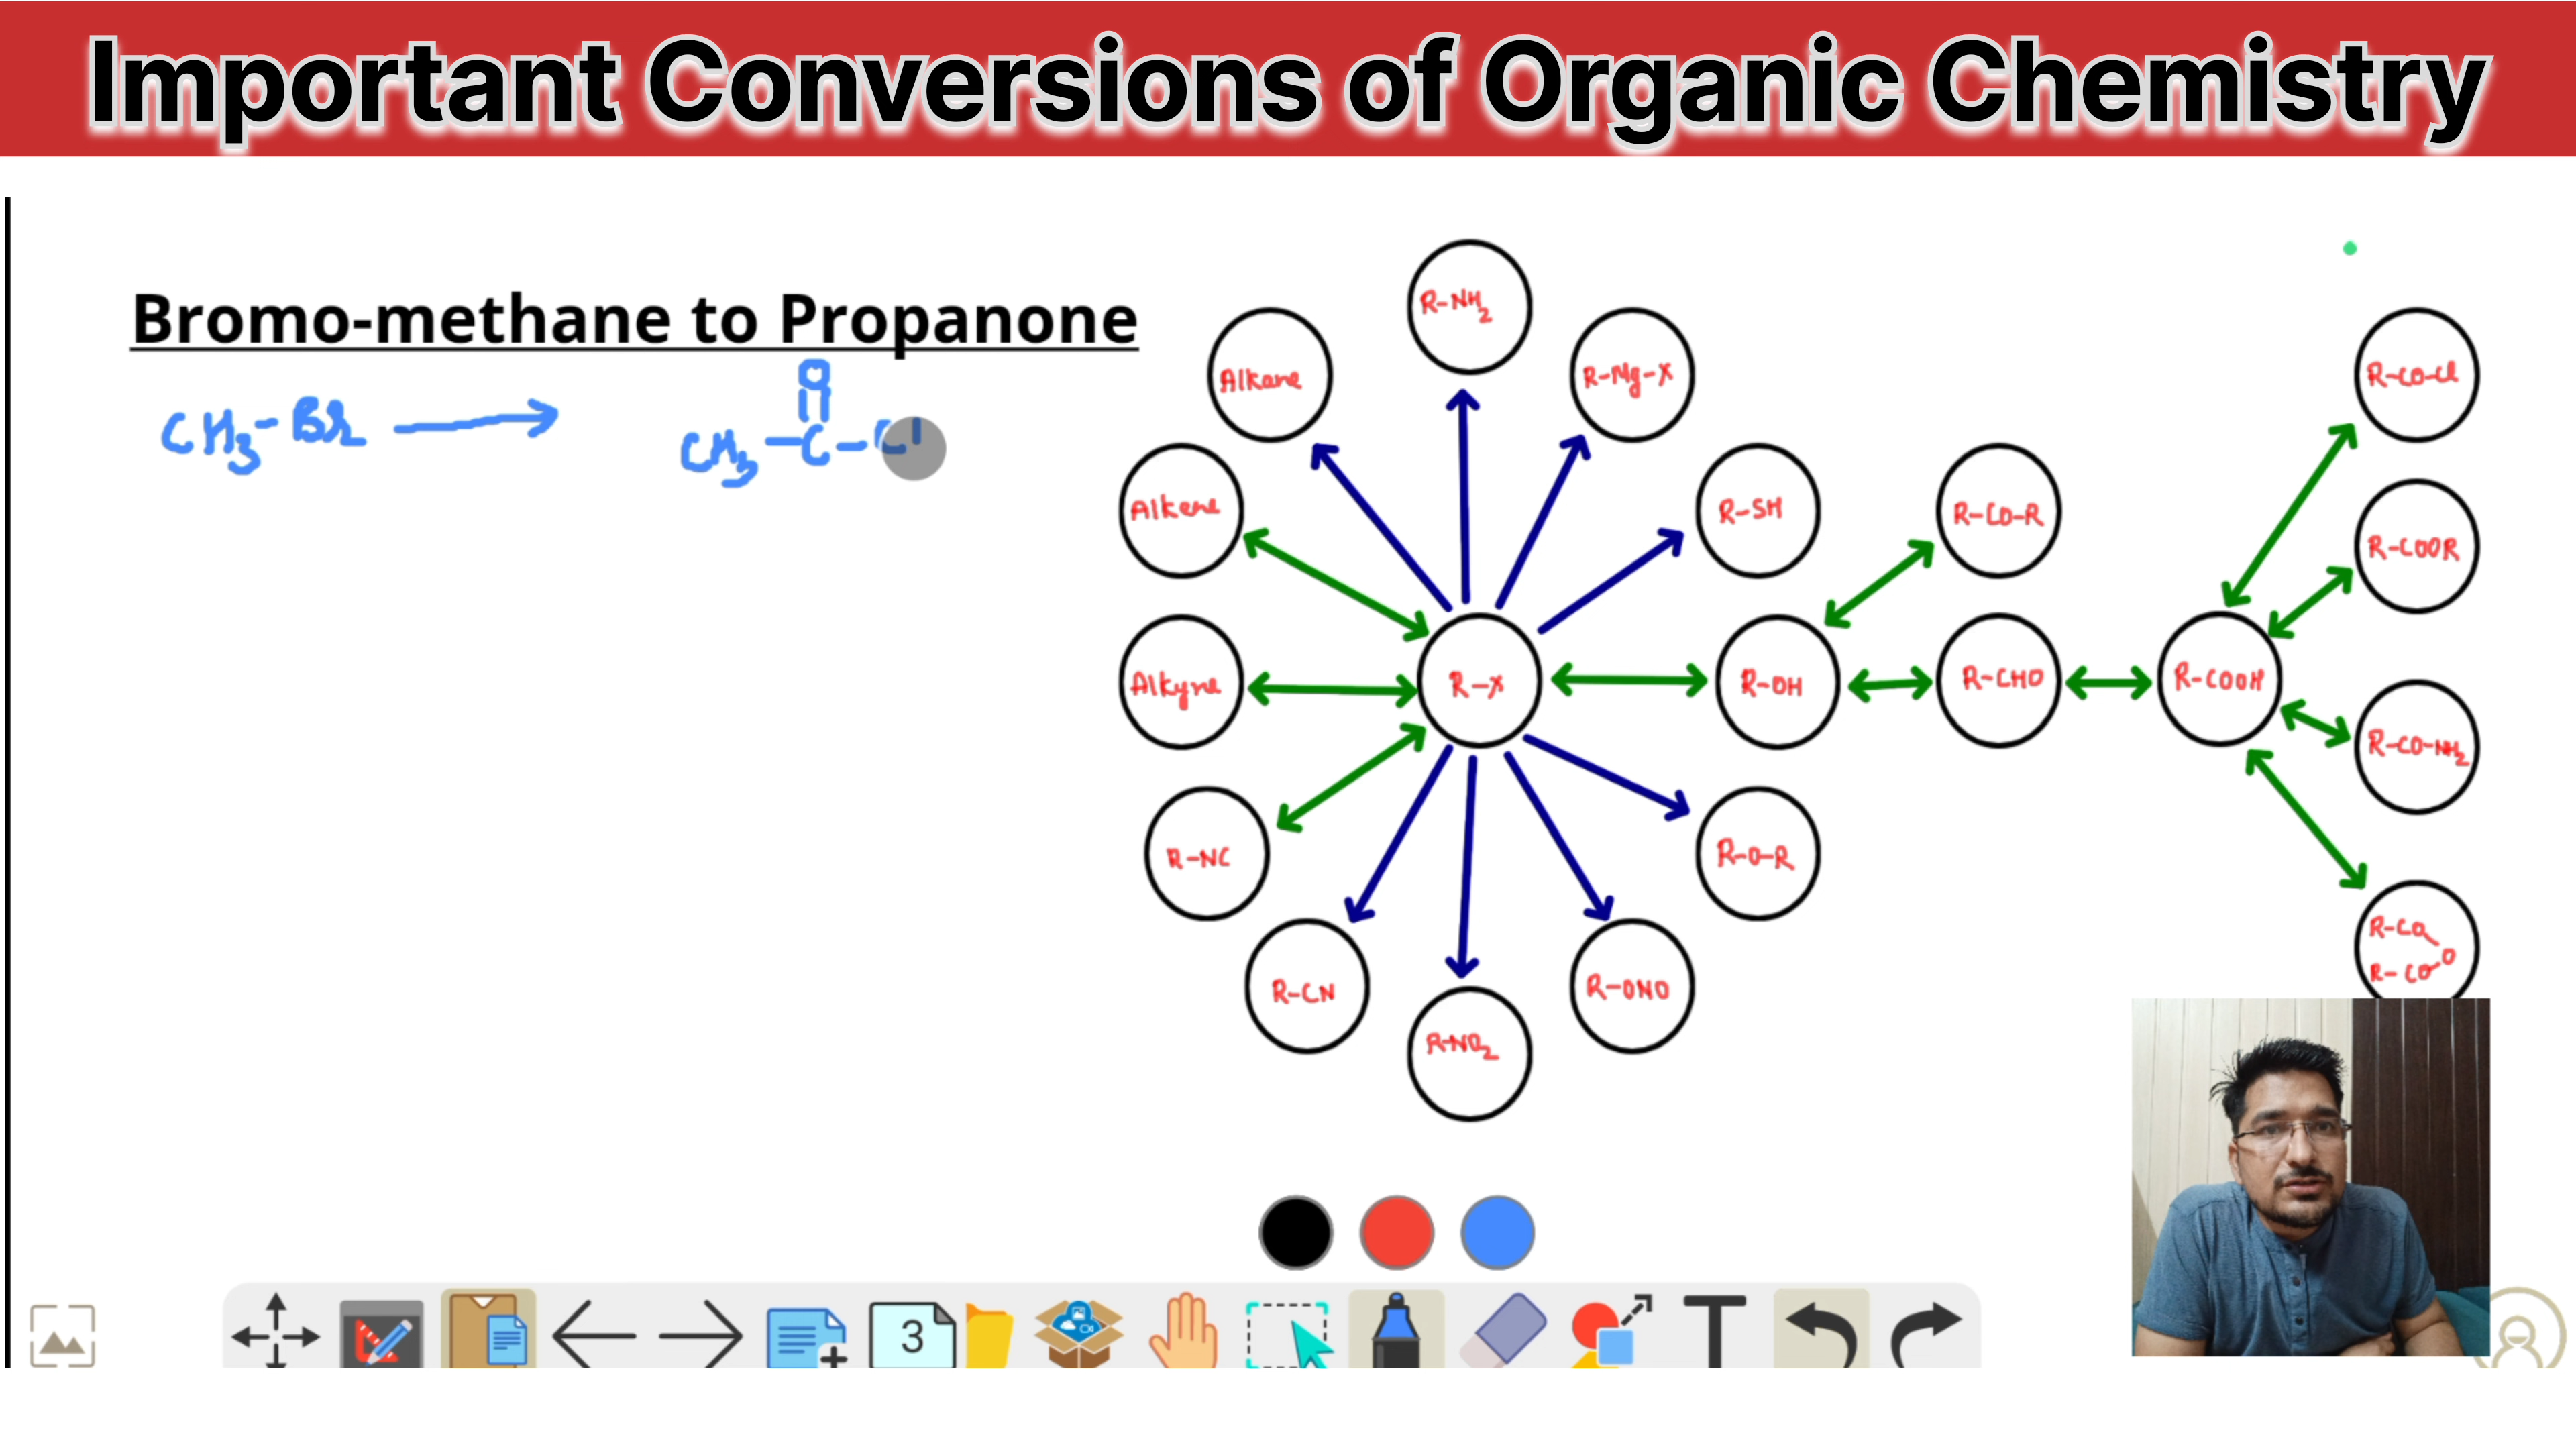 Important Conversions of Organic Chemistry
Bromo-methane to Propanone
CH3-Br
O
CH3-C-C
R-NH2
Alkane
R-Mg-X
R-CO-Cl
Alkene
R-SH
R-CO-R
R-COOR
Alkyne
R-X
R-OH
R-CHO
R-COOH
R-CO-NH2
R-NC
R-O-R
R-CO
O
R-CO
R-CN
R-ONO
R-NO2
3
T